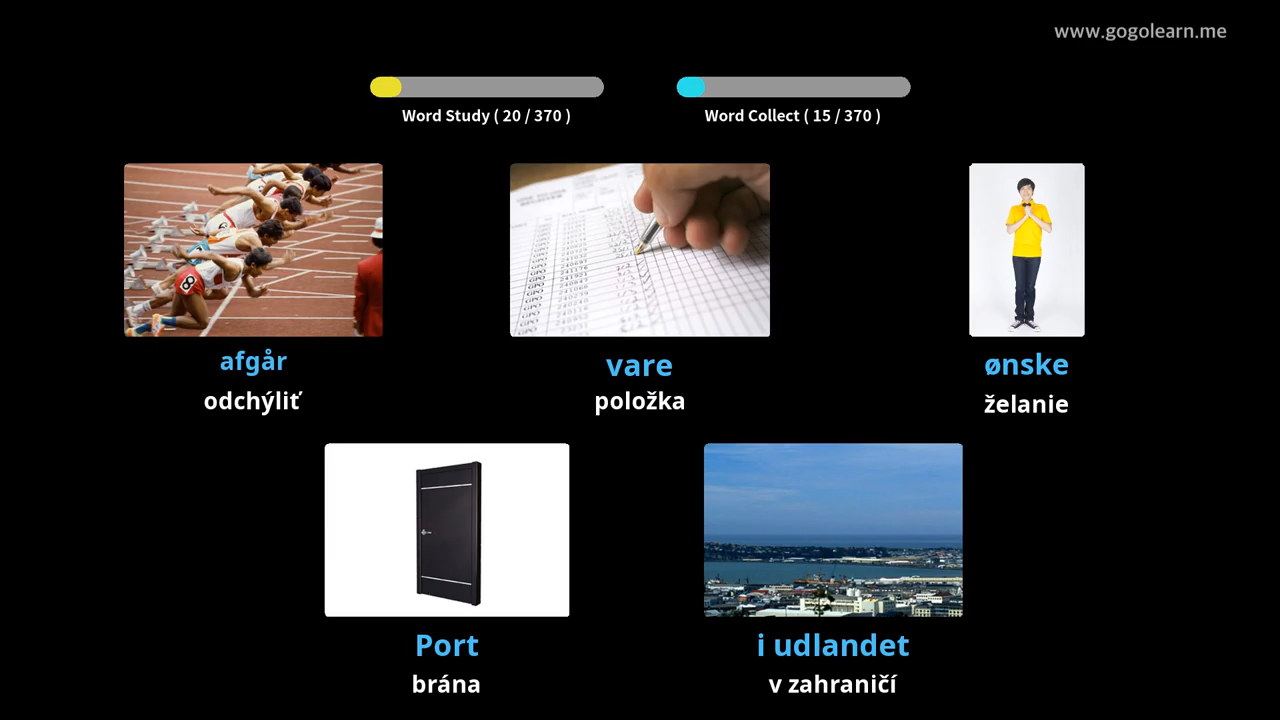 www.gogolearn.me
Word Study ( 20 / 370 )
Word Collect ( 15 / 370 )
afgår
vare
ønske
odchýliť
položka
želanie
Port
i udlandet
brána
v zahraničí